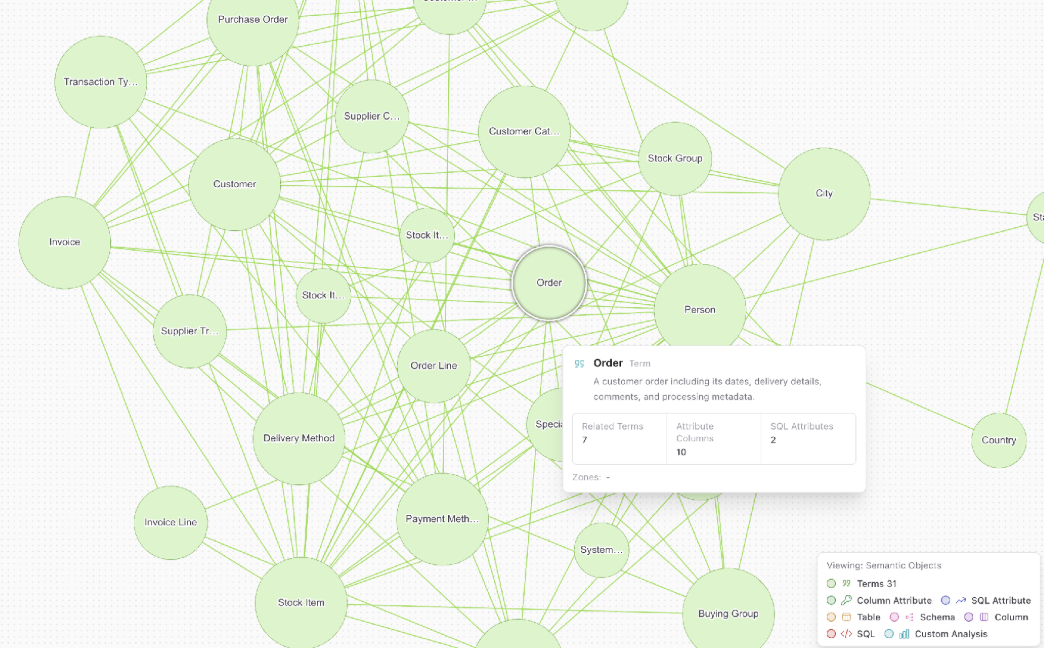 Purchase Order
Customer ...
Transaction Ty...
Supplier C...
Customer Cat...
Stock Group
Customer
City
Sta
Invoice
Stock It...
Order
Stock It...
Person
Supplier Tr...
Order Line
Order Term
A customer order including its dates, delivery details,
comments, and processing metadata.
Related Terms
7
Attribute
Columns
10
SQL Attributes
2
Zones: -
Specia
Delivery Method
Country
Payment Meth...
Invoice Line
System...
Stock Item
Buying Group
Viewing: Semantic Objects
Terms 31
Column Attribute SQL Attribute
Table Schema Column
SQL Custom Analysis